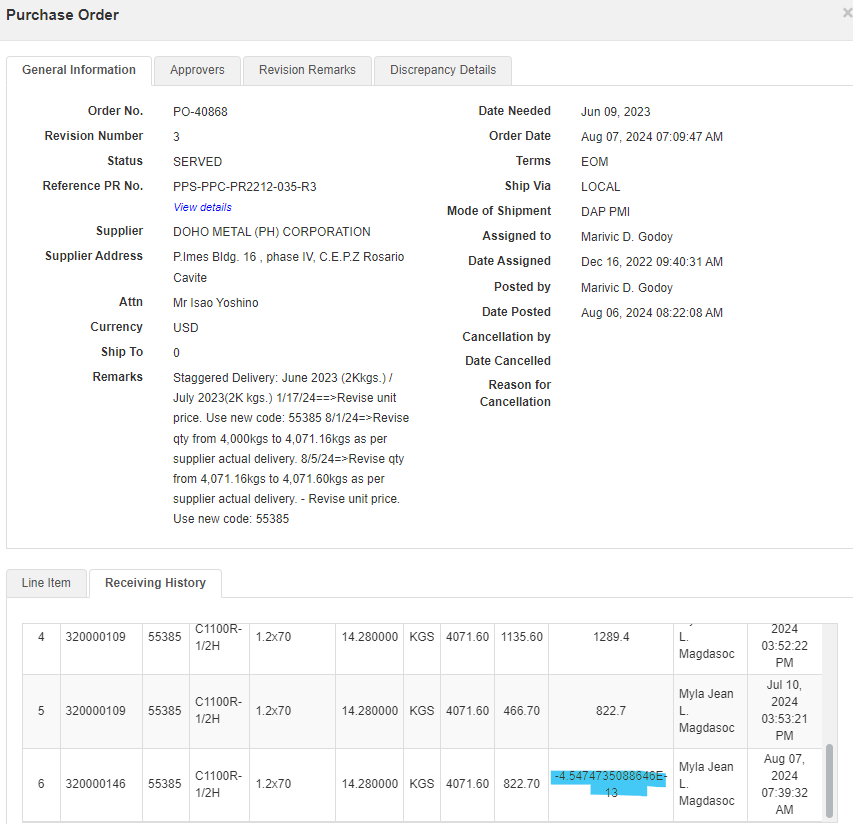 Purchase Order
×
General Information
Approvers
Revision Remarks
Discrepancy Details
Order No. PO-40868
Revision Number 3
Status SERVED
Reference PR No. PPS-PPC-PR2212-035-R3
View details
Supplier DOHO METAL (PH) CORPORATION
Supplier Address P.Imes Bldg. 16 , phase IV, C.E.P.Z Rosario
Cavite
Attn Mr Isao Yoshino
Currency USD
Ship To 0
Remarks Staggered Delivery: June 2023 (2Kkgs.) /
July 2023(2K kgs.) 1/17/24==>Revise unit
price. Use new code: 55385 8/1/24=>Revise
qty from 4,000kgs to 4,071.16kgs as per
supplier actual delivery. 8/5/24=>Revise qty
from 4,071.16kgs to 4,071.60kgs as per
supplier actual delivery. - Revise unit price.
Use new code: 55385
Date Needed Jun 09, 2023
Order Date Aug 07, 2024 07:09:47 AM
Terms EOM
Ship Via LOCAL
Mode of Shipment DAP PMI
Assigned to Marivic D. Godoy
Date Assigned Dec 16, 2022 09:40:31 AM
Posted by Marivic D. Godoy
Date Posted Aug 06, 2024 08:22:08 AM
Cancellation by
Date Cancelled
Reason for
Cancellation
Line Item
Receiving History
4 320000109 55385 C1100R-
1/2H 1.2x70 14.280000 KGS 4071.60 1135.60 1289.4
L.
Magdasoc
2024
03:52:22
PM
5 320000109 55385 C1100R-
1/2H 1.2x70 14.280000 KGS 4071.60 466.70 822.7
Myla Jean
L.
Magdasoc
Jul 10,
2024
03:53:21
PM
6 320000146 55385 C1100R-
1/2H 1.2x70 14.280000 KGS 4071.60 822.70 -4.5474735088646E-
13
Myla Jean
L.
Magdasoc
Aug 07,
2024
07:39:32
AM